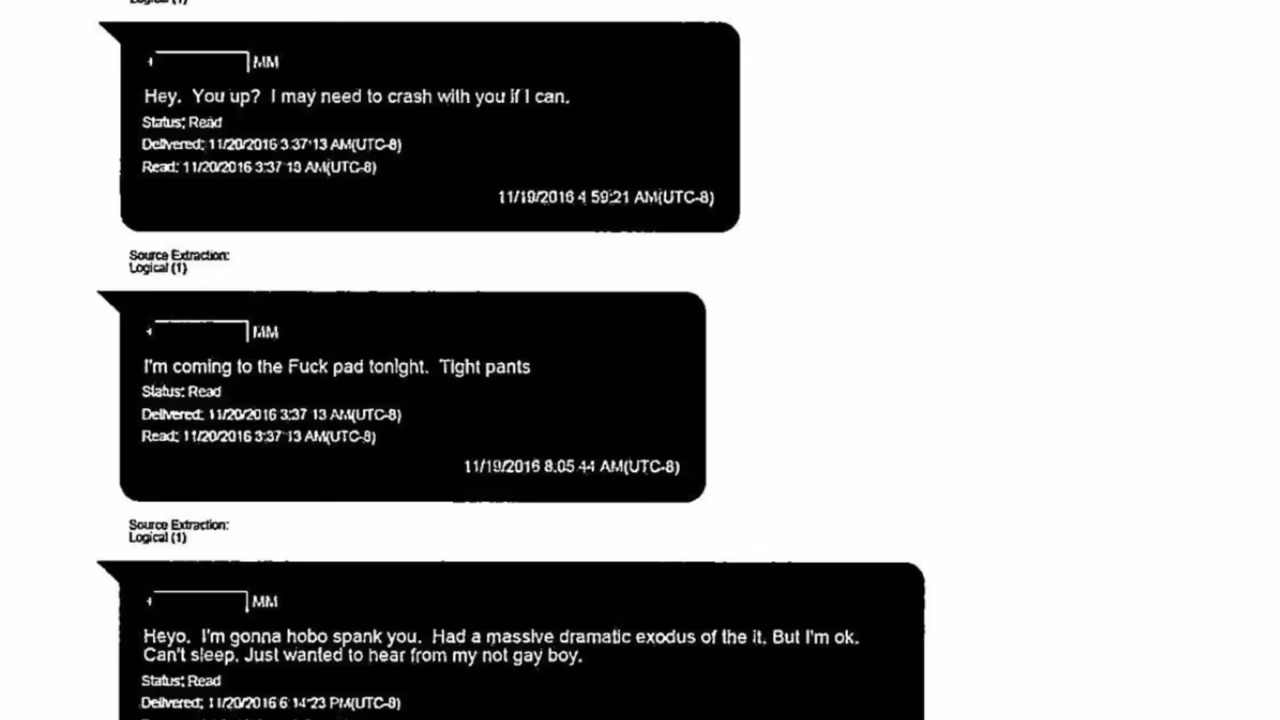 Logical (1)
MM
Hey. You up? I may need to crash with you if I can.
Status: Read
Delivered: 11/20/2016 3:37:13 AM(UTC-8)
Read: 11/20/2016 3:37:13 AM(UTC-8)
11/19/2016 4:59:21 AM(UTC-8)
Source Extraction:
Logical (1)
MM
I'm coming to the Fuck pad tonight. Tight pants
Status: Read
Delivered: 11/20/2016 3:37:13 AM(UTC-8)
Read: 11/20/2016 3:37:13 AM(UTC-8)
11/19/2016 8:05:44 AM(UTC-8)
Source Extraction:
Logical (1)
MM
Heyo. I'm gonna hobo spank you. Had a massive dramatic exodus of the it. But I'm ok.
Can't sleep. Just wanted to hear from my not gay boy.
Status: Read
Delivered: 11/20/2016 6:14:23 PM(UTC-8)